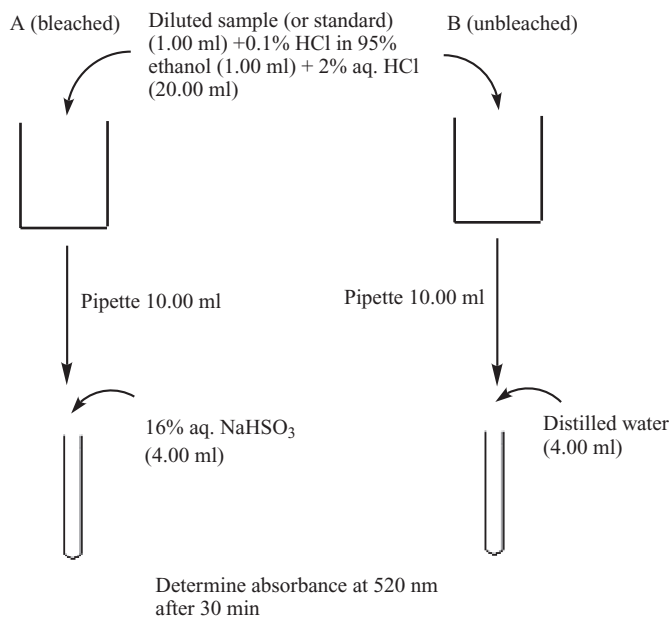 A (bleached)
Diluted sample (or standard)
(1.00 ml) +0.1% HCl in 95%
ethanol (1.00 ml) + 2% aq. HCl
(20.00 ml)
B (unbleached)
Pipette 10.00 ml
Pipette 10.00 ml
16% aq. NaHSO₃
(4.00 ml)
Distilled water
(4.00 ml)
Determine absorbance at 520 nm
after 30 min